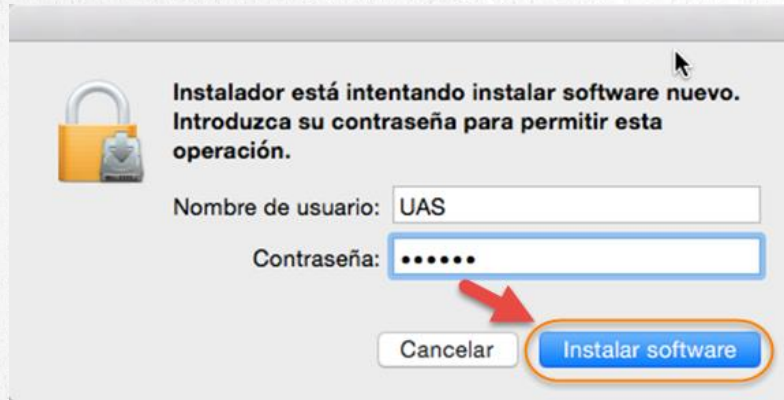 Instalador está intentando instalar software nuevo.
Introduzca su contraseña para permitir esta
operación.
Nombre de usuario: UAS
Contraseña: ••••••
Cancelar Instalar software